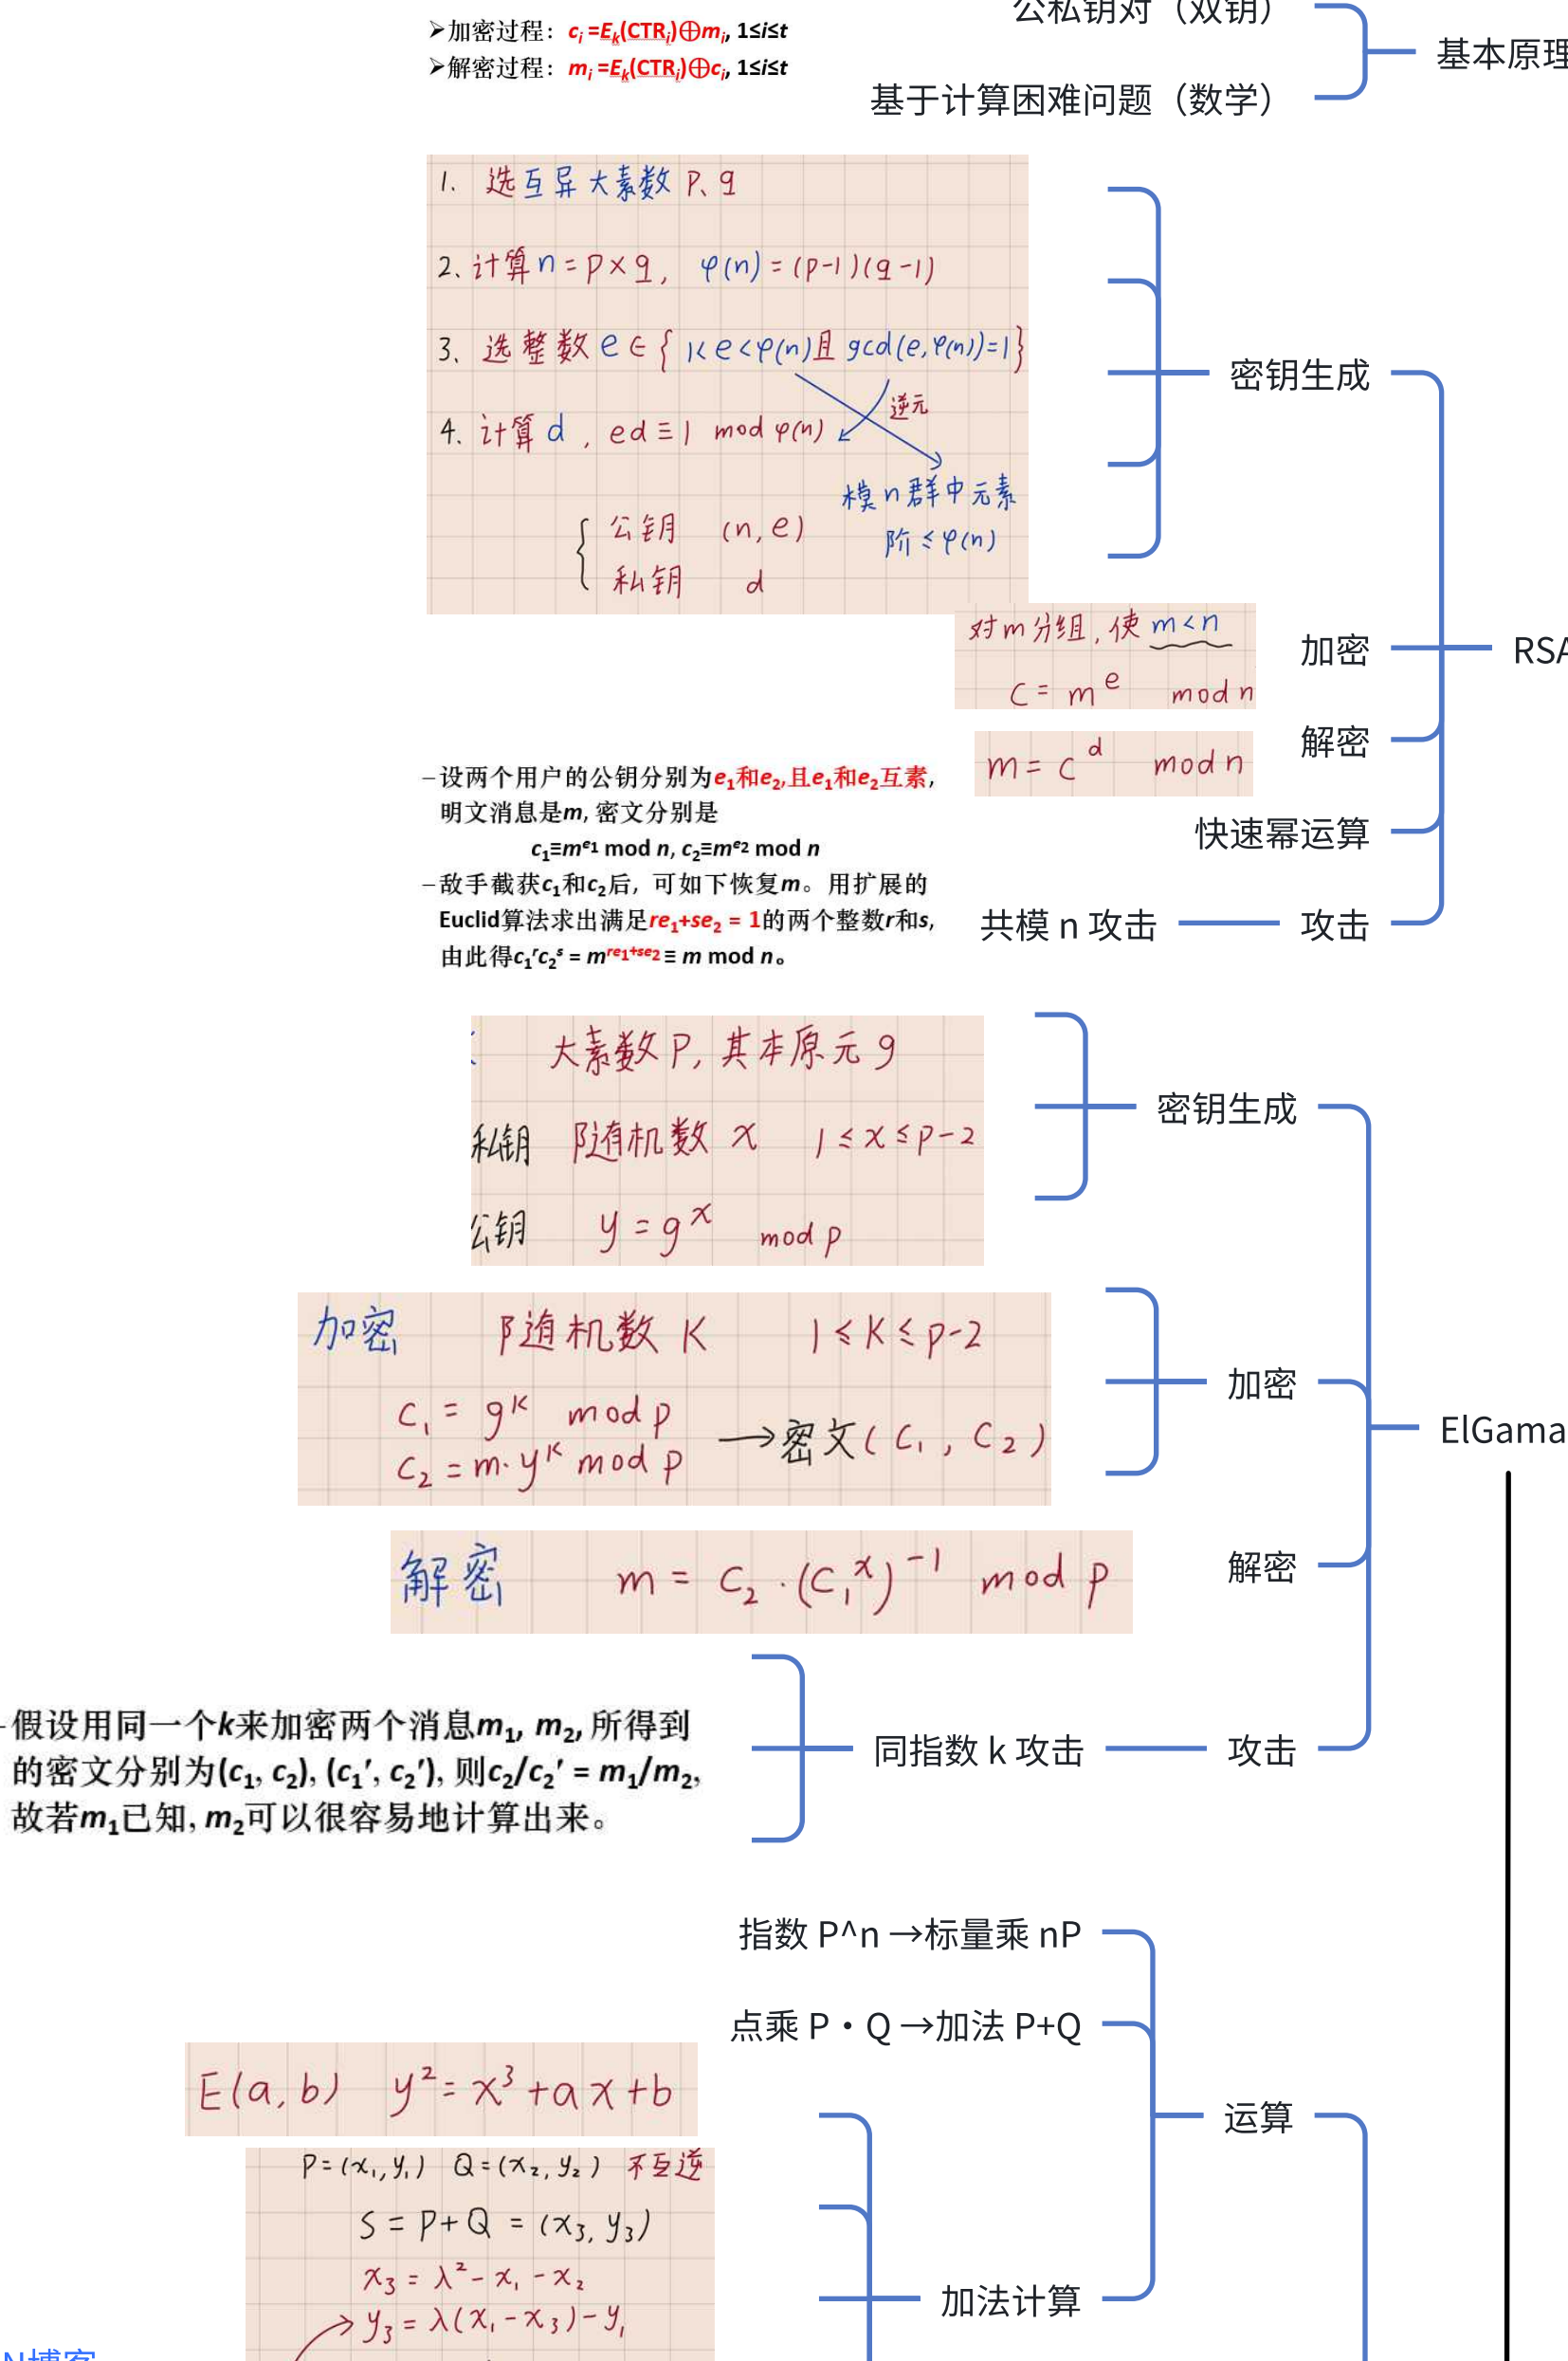 公私钥对（双钥）
➢加密过程：cᵢ =Eₖ(CTRᵢ)⊕mᵢ, 1≤i≤t
➢解密过程：mᵢ =Eₖ(CTRᵢ)⊕cᵢ, 1≤i≤t
基本原理
基于计算困难问题（数学）
1. 选互异大素数 p、q
2、计算 n = p × q, φ(n) = (p-1)(q-1)
3、选整数 e ∈ { 1< e < φ(n) 且 gcd(e, φ(n))=1}
逆元
4. 计算 d , ed ≡ 1 mod φ(n)
模 n 群中元素
阶 ≤ φ(n)
{ 公钥 (n, e)
私钥 d
密钥生成
对 m 分组, 使 m < n
c = m^e mod n
加密
RSA
m = c^d mod n
解密
快速幂运算
–设两个用户的公钥分别为e₁和e₂,且e₁和e₂互素,
明文消息是m, 密文分别是
c₁≡m^e₁ mod n, c₂≡m^e₂ mod n
–敌手截获c₁和c₂后, 可如下恢复m。用扩展的
Euclid算法求出满足re₁+se₂ = 1的两个整数r和s,
由此得c₁^r c₂^s = m^(re₁+se₂) ≡ m mod n。
共模 n 攻击
攻击
大素数 P, 其本原元 g
私钥 随机数 x 1 ≤ x ≤ p-2
公钥 y = g^x mod p
密钥生成
加密 随机数 K 1 ≤ K ≤ p-2
c₁ = g^K mod p
c₂ = m·y^K mod p
→密文 ( c₁ , c₂ )
加密
ElGama
解密 m = c₂ · (c₁^x)^-1 mod p
解密
–假设用同一个k来加密两个消息m₁, m₂, 所得到
的密文分别为(c₁, c₂), (c₁′, c₂′), 则c₂/c₂′ = m₁/m₂,
故若m₁已知, m₂可以很容易地计算出来。
同指数 k 攻击
攻击
指数 P^n →标量乘 nP
点乘 P·Q →加法 P+Q
运算
E(a, b) y² = x³ + a x + b
P = (x₁, y₁) Q = (x₂, y₂) 不互逆
S = P + Q = (x₃, y₃)
x₃ = λ² - x₁ - x₂
y₃ = λ(x₁ - x₃) - y₁
加法计算
N博客